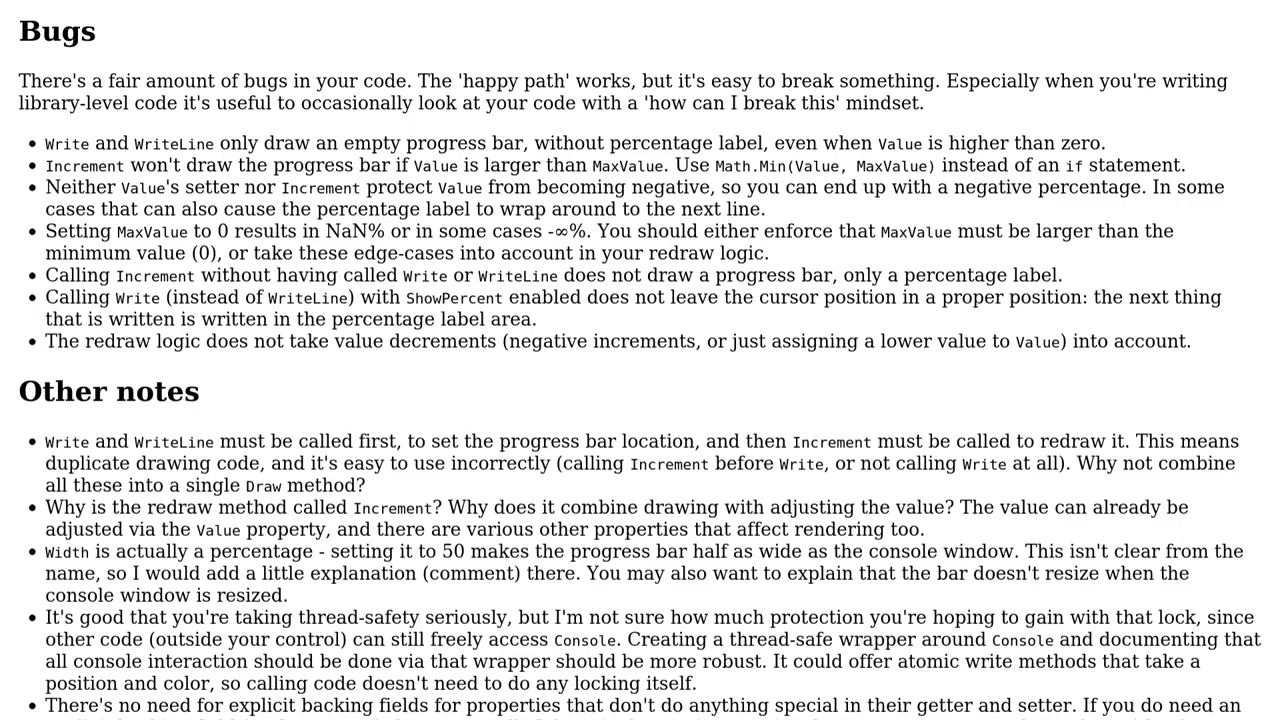 Bugs
There's a fair amount of bugs in your code. The 'happy path' works, but it's easy to break something. Especially when you're writing
library-level code it's useful to occasionally look at your code with a 'how can I break this' mindset.
• Write and WriteLine only draw an empty progress bar, without percentage label, even when Value is higher than zero.
• Increment won't draw the progress bar if Value is larger than MaxValue. Use Math.Min(Value, MaxValue) instead of an if statement.
• Neither Value's setter nor Increment protect Value from becoming negative, so you can end up with a negative percentage. In some
cases that can also cause the percentage label to wrap around to the next line.
• Setting MaxValue to 0 results in NaN% or in some cases -∞%. You should either enforce that MaxValue must be larger than the
minimum value (0), or take these edge-cases into account in your redraw logic.
• Calling Increment without having called Write or WriteLine does not draw a progress bar, only a percentage label.
• Calling Write (instead of WriteLine) with ShowPercent enabled does not leave the cursor position in a proper position: the next thing
that is written is written in the percentage label area.
• The redraw logic does not take value decrements (negative increments, or just assigning a lower value to Value) into account.
Other notes
• Write and WriteLine must be called first, to set the progress bar location, and then Increment must be called to redraw it. This means
duplicate drawing code, and it's easy to use incorrectly (calling Increment before Write, or not calling Write at all). Why not combine
all these into a single Draw method?
• Why is the redraw method called Increment? Why does it combine drawing with adjusting the value? The value can already be
adjusted via the Value property, and there are various other properties that affect rendering too.
• Width is actually a percentage - setting it to 50 makes the progress bar half as wide as the console window. This isn't clear from the
name, so I would add a little explanation (comment) there. You may also want to explain that the bar doesn't resize when the
console window is resized.
• It's good that you're taking thread-safety seriously, but I'm not sure how much protection you're hoping to gain with that lock, since
other code (outside your control) can still freely access Console. Creating a thread-safe wrapper around Console and documenting that
all console interaction should be done via that wrapper should be more robust. It could offer atomic write methods that take a
position and color, so calling code doesn't need to do any locking itself.
• There's no need for explicit backing fields for properties that don't do anything special in their getter and setter. If you do need an